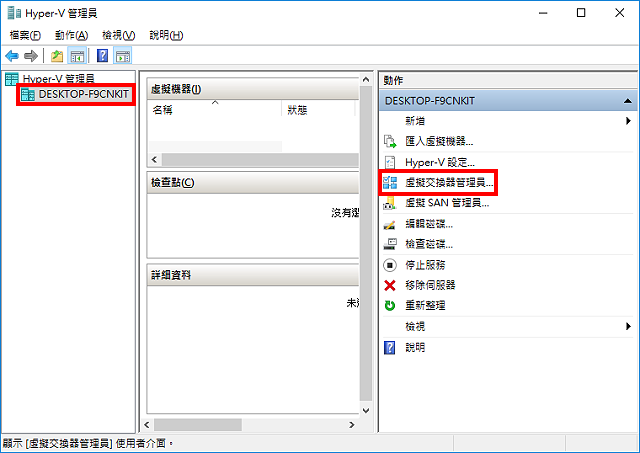 Hyper-V 管理員
檔案(F) 動作(A) 檢視(V) 說明(H)
Hyper-V 管理員
DESKTOP-F9CNKIT
虛擬機器(I)
名稱 狀態
檢查點(C)
沒有選
詳細資料
動作
DESKTOP-F9CNKIT
新增
匯入虛擬機器...
Hyper-V 設定...
虛擬交換器管理員...
虛擬 SAN 管理員...
編輯磁碟...
檢查磁碟...
停止服務
移除伺服器
重新整理
檢視
說明
顯示 [虛擬交換器管理員] 使用者介面。